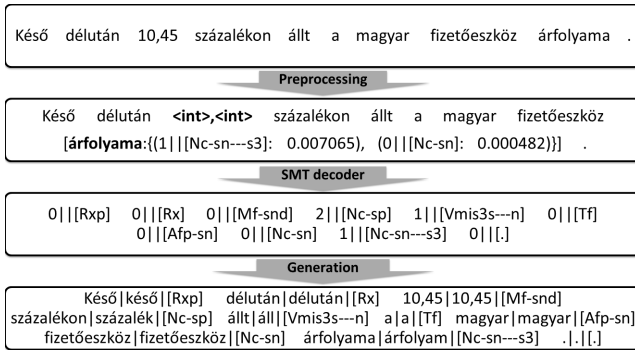 Késő délután 10,45 százalékon állt a magyar fizetőeszköz árfolyama .
Preprocessing
Késő délután <int>,<int> százalékon állt a magyar fizetőeszköz
[árfolyama:{(1||[Nc-sn---s3]: 0.007065), (0||[Nc-sn]: 0.000482)}] .
SMT decoder
0||[Rxp] 0||[Rx] 0||[Mf-snd] 2||[Nc-sp] 1||[Vmis3s---n] 0||[Tf]
0||[Afp-sn] 0||[Nc-sn] 1||[Nc-sn---s3] 0||[.]
Generation
Késő|késő|[Rxp] délután|délután|[Rx] 10,45|10,45|[Mf-snd]
százalékon|százalék|[Nc-sp] állt|áll|[Vmis3s---n] a|a|[Tf] magyar|magyar|[Afp-sn]
fizetőeszköz|fizetőeszköz|[Nc-sn] árfolyama|árfolyam|[Nc-sn---s3] .|.|[.]